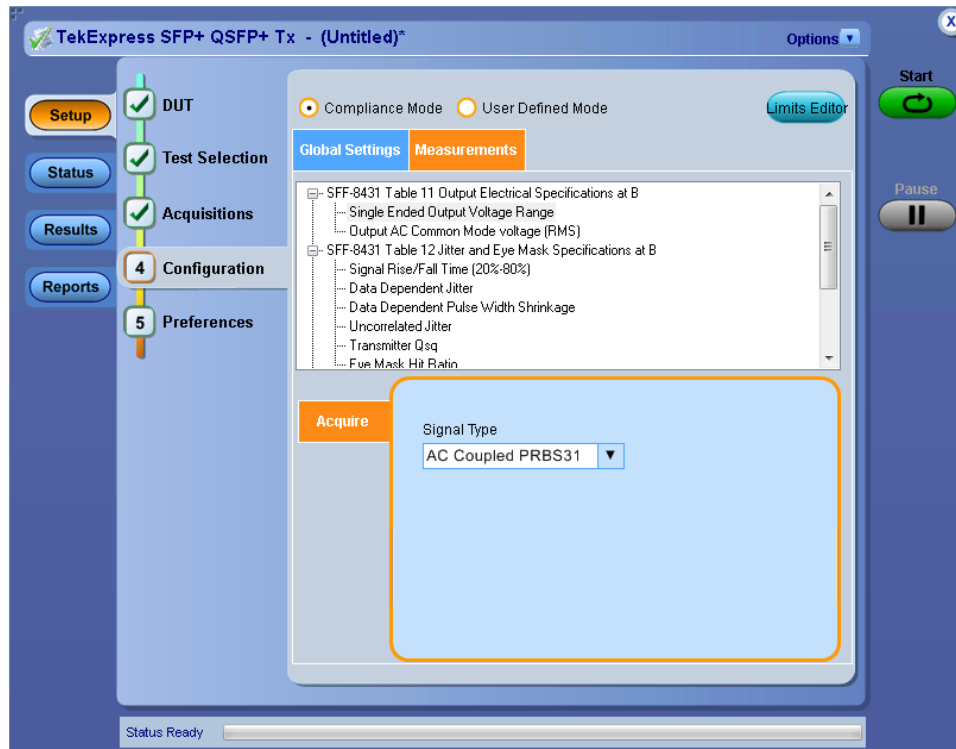 TekExpress SFP+ QSFP+ Tx - (Untitled)*
Options
X
Start
Setup
DUT
Compliance Mode
User Defined Mode
Limits Editor
Global Settings
Measurements
Test Selection
Status
Pause
SFF-8431 Table 11 Output Electrical Specifications at B
Single Ended Output Voltage Range
Output AC Common Mode voltage (RMS)
SFF-8431 Table 12 Jitter and Eye Mask Specifications at B
Signal Rise/Fall Time (20%-80%)
Data Dependent Jitter
Data Dependent Pulse Width Shrinkage
Uncorrelated Jitter
Transmitter Qsq
Eye Mask Hit Ratio
Acquisitions
Results
4 Configuration
Reports
5 Preferences
Acquire
Signal Type
AC Coupled PRBS31
Status Ready